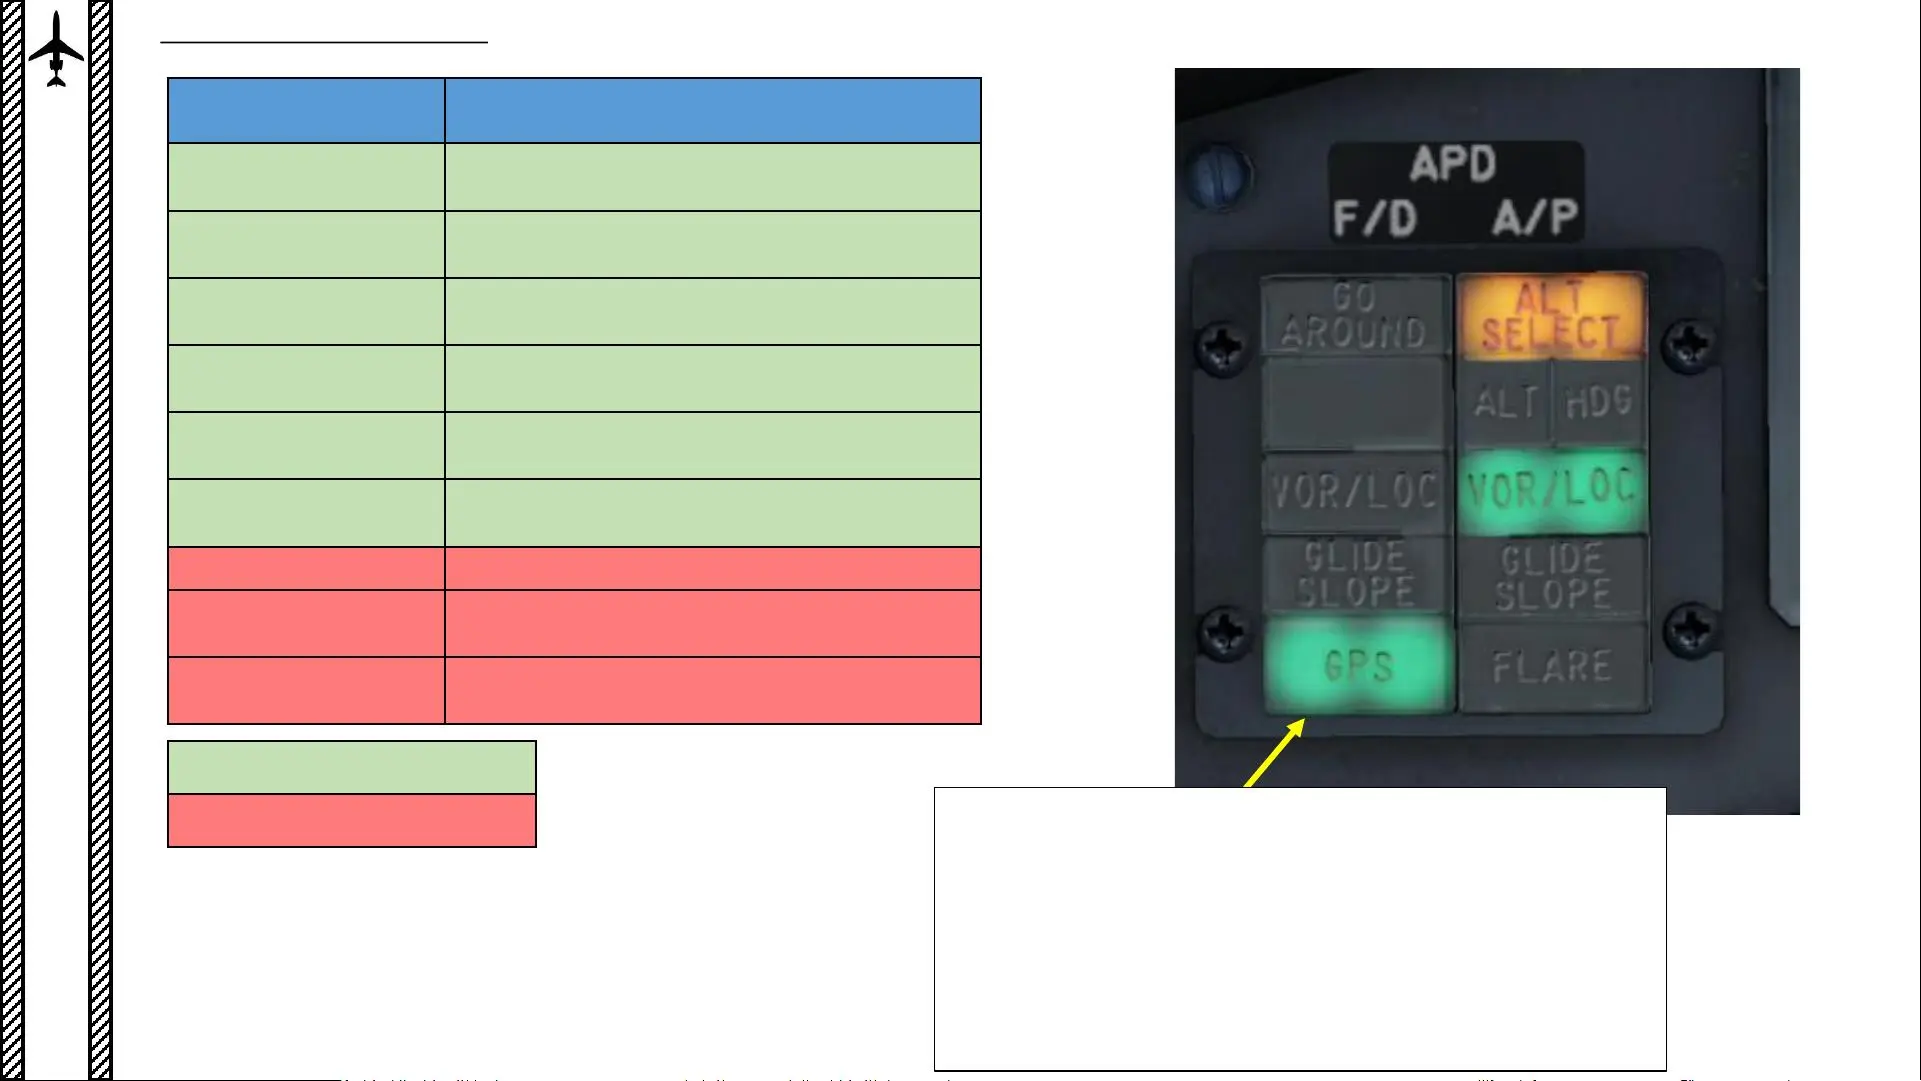 APD
F/D A/P
GO
AROUND
ALT
SELECT
ALT HDG
VOR/LOC
VOR/LOC
GLIDE
SLOPE
GLIDE
SLOPE
GPS
FLARE